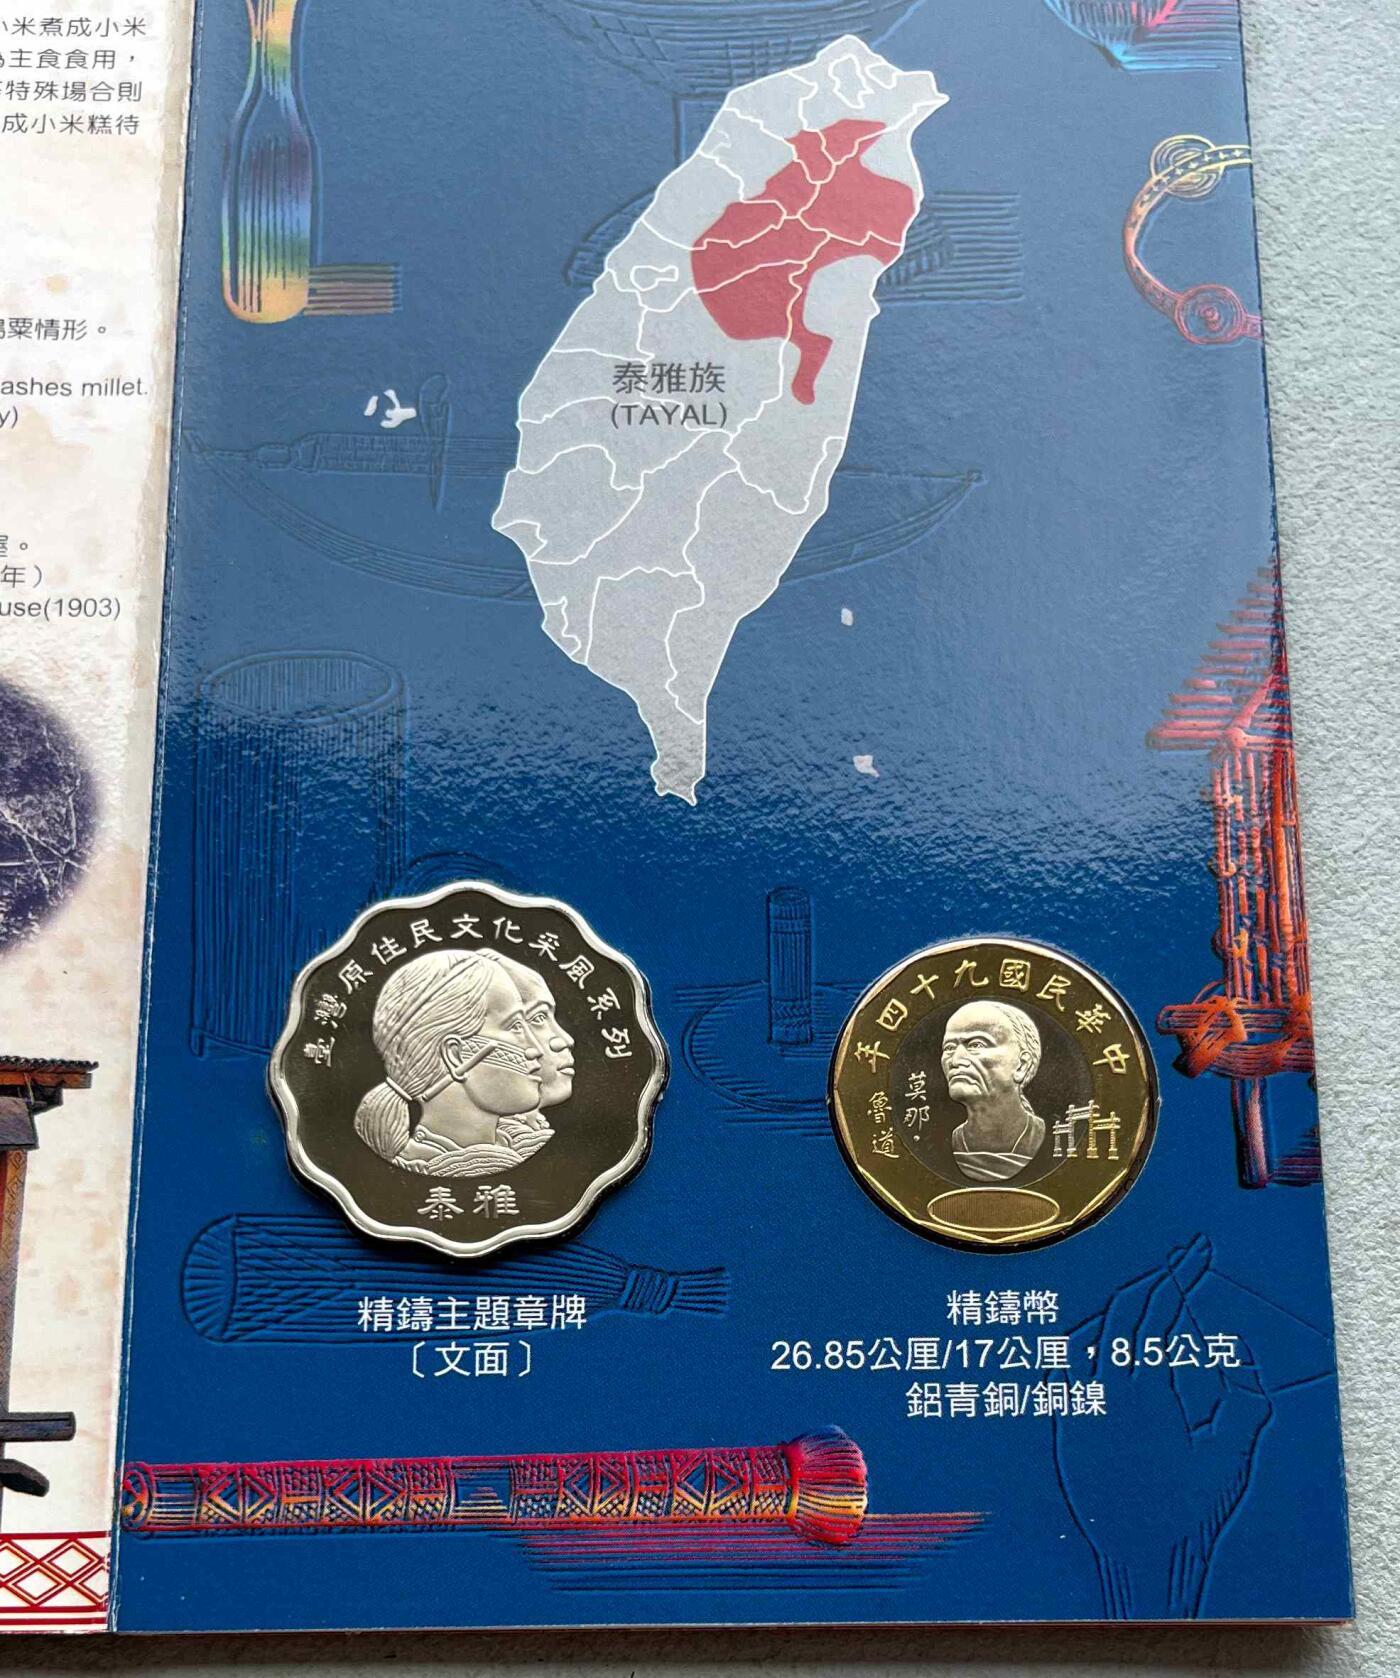 小米煮成小米
為主食食用，
特殊場合則
成小米糕待
粟情形。
ashes millet.
y)
屋。
年）
use(1903)
泰雅族
(TAYAL)
臺灣原住民文化采風系列
泰雅
中華民國九十四年
莫那·
魯道
精鑄主題章牌
〔文面〕
精鑄幣
26.85公厘/17公厘，8.5公克
鋁青銅/銅鎳